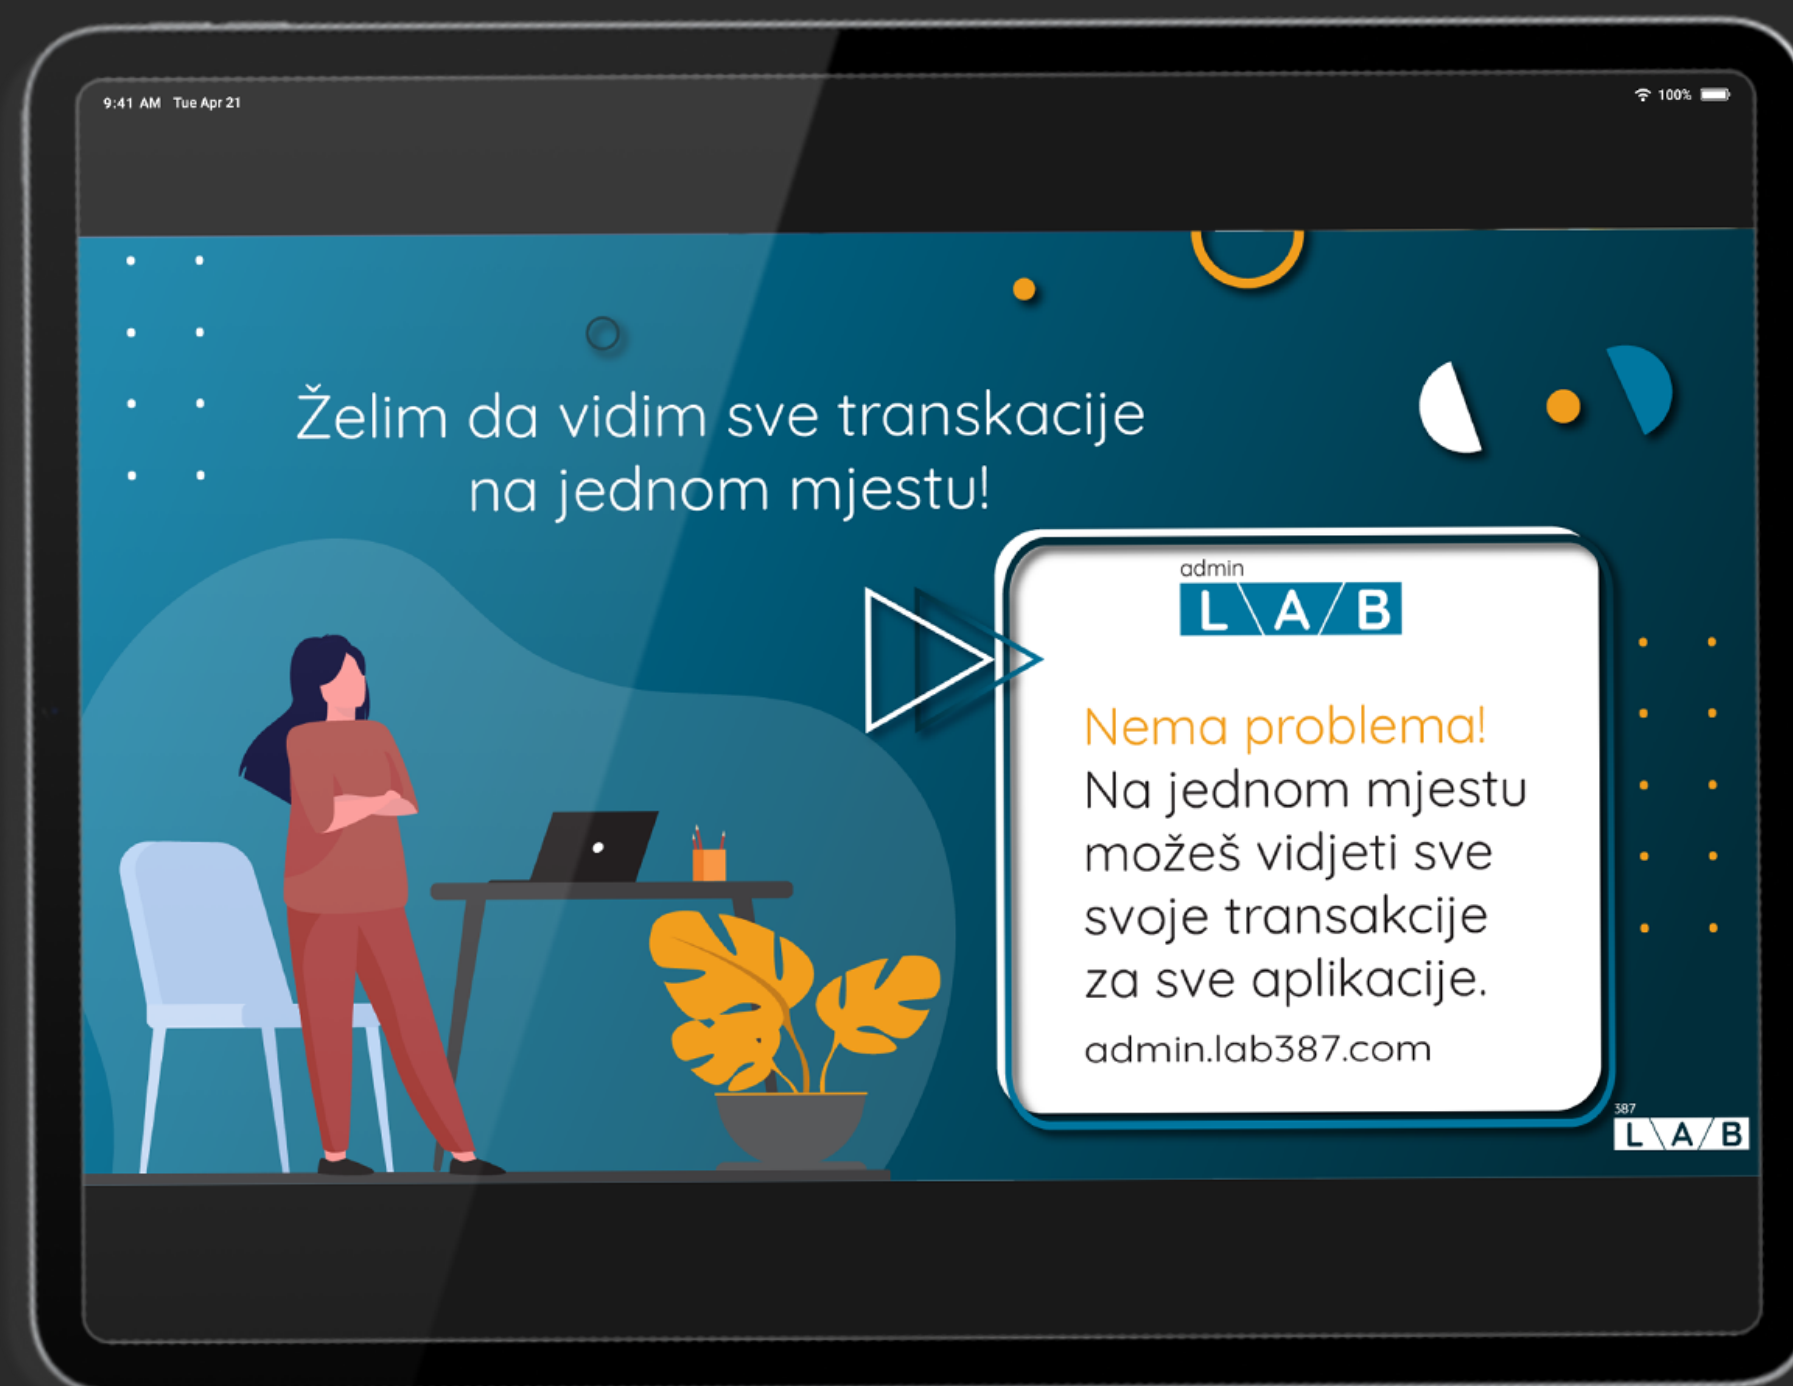 9:41 AM Tue Apr 21
100%
Želim da vidim sve transkacije
na jednom mjestu!
admin
L\A/B
Nema problema!
Na jednom mjestu
možeš vidjeti sve
svoje transakcije
za sve aplikacije.
admin.lab387.com
387
L\A/B